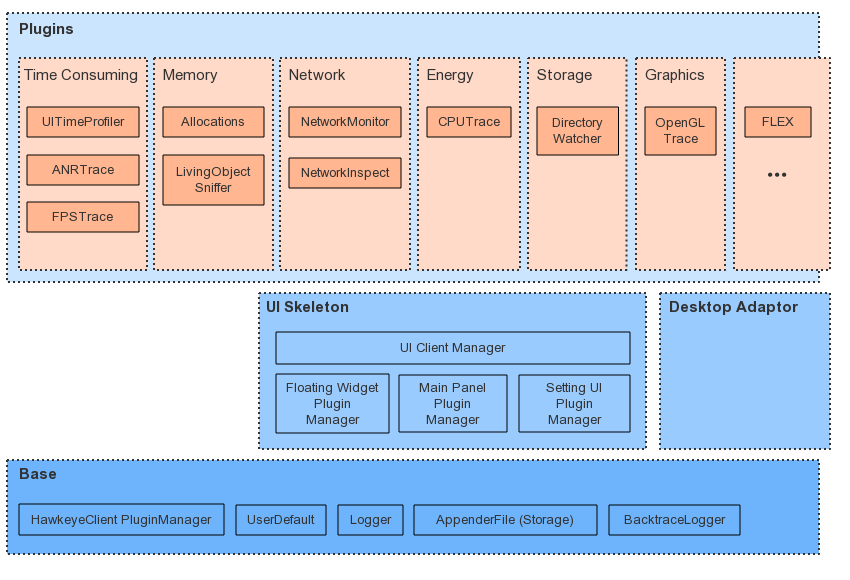 Plugins
Time Consuming
UITimeProfiler
ANRTrace
FPSTrace
Memory
Allocations
LivingObject
Sniffer
Network
NetworkMonitor
NetworkInspect
Energy
CPUTrace
Storage
Directory
Watcher
Graphics
OpenGL
Trace
FLEX
...
UI Skeleton
UI Client Manager
Floating Widget
Plugin
Manager
Main Panel
Plugin
Manager
Setting UI
Plugin
Manager
Desktop Adaptor
Base
HawkeyeClient PluginManager
UserDefault
Logger
AppenderFile (Storage)
BacktraceLogger